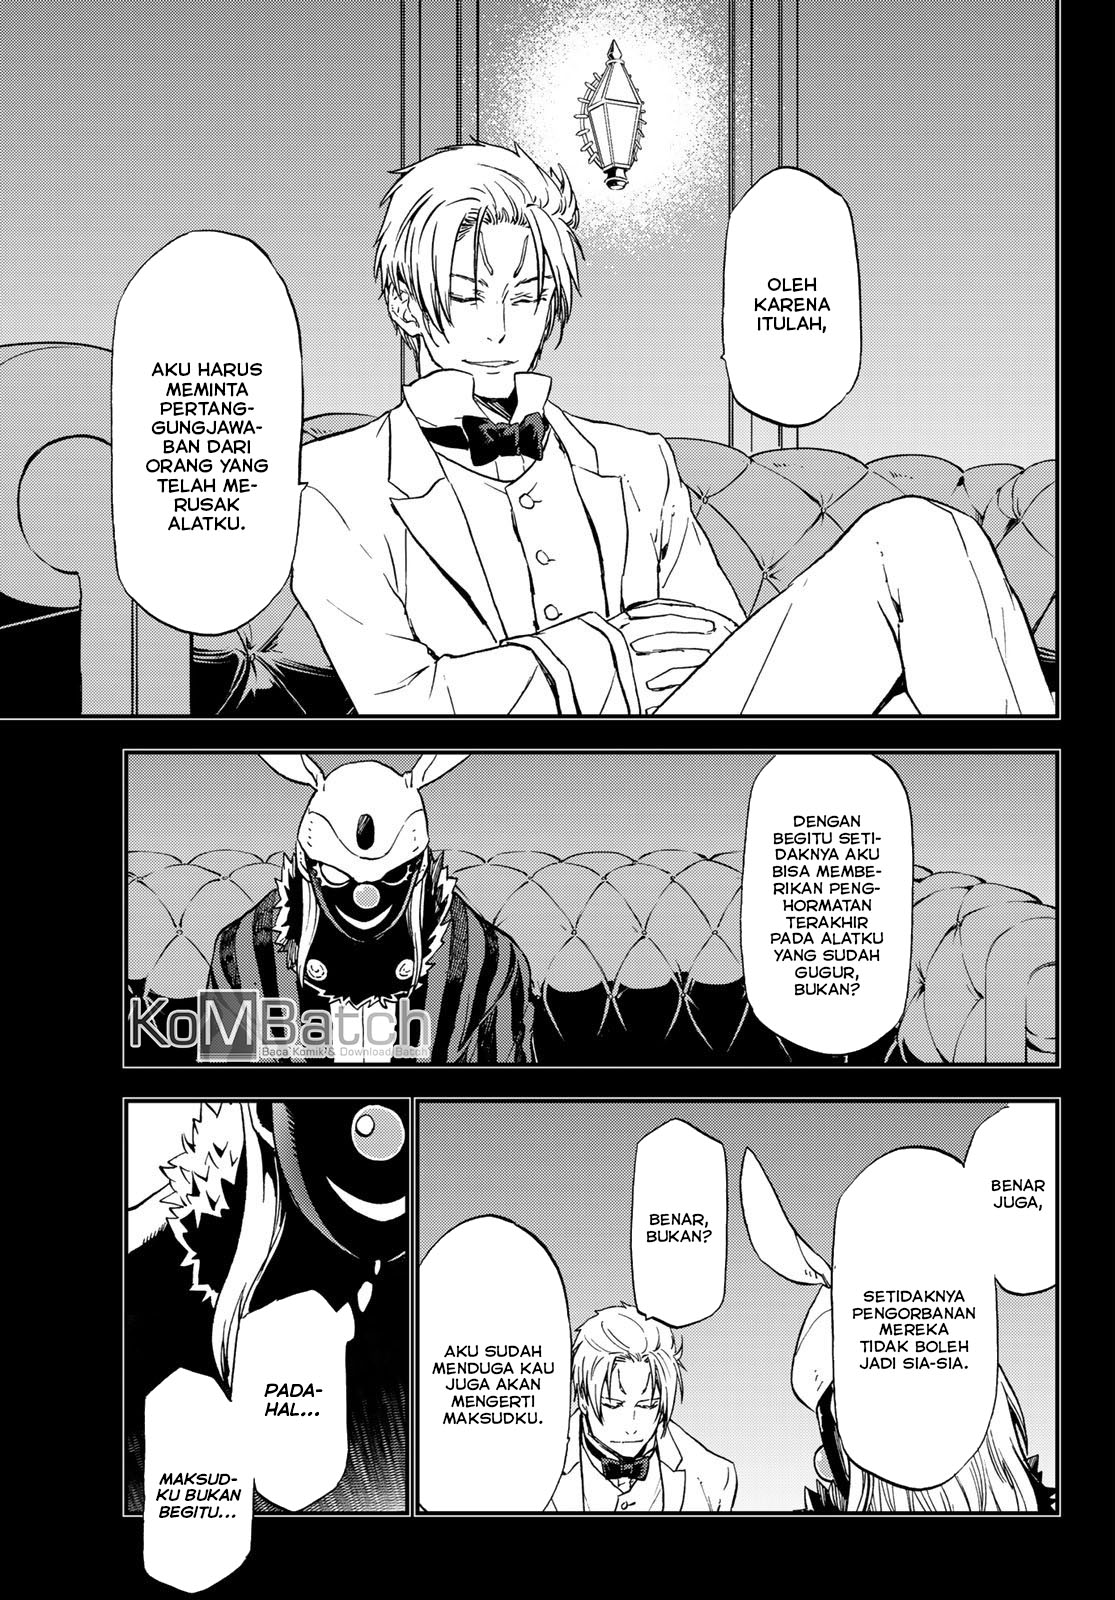 OLEH
KARENA
ITULAH,
AKU HARUS
MEMINTA
PERTANG-
GUNGJAWA-
BAN DARI
ORANG YANG
TELAH ME-
RUSAK
ALATKU.
DENGAN
BEGITU SETI-
DAKNYA AKU
BISA MEMBE-
RIKAN PENG-
HORMATAN
TERAKHIR
PADA ALATKU
YANG SUDAH
GUGUR,
BUKAN?
KoMBatch
Baca Komik & Download Batch
BENAR
JUGA,
SETIDAKNYA
PENGORBANAN
MEREKA
TIDAK BOLEH
JADI SIA-SIA.
BENAR,
BUKAN?
AKU SUDAH
MENDUGA KAU
JUGA AKAN
MENGERTI
MAKSUDKU.
PADA-
HAL...
MAKSUD-
KU BUKAN
BEGITU...